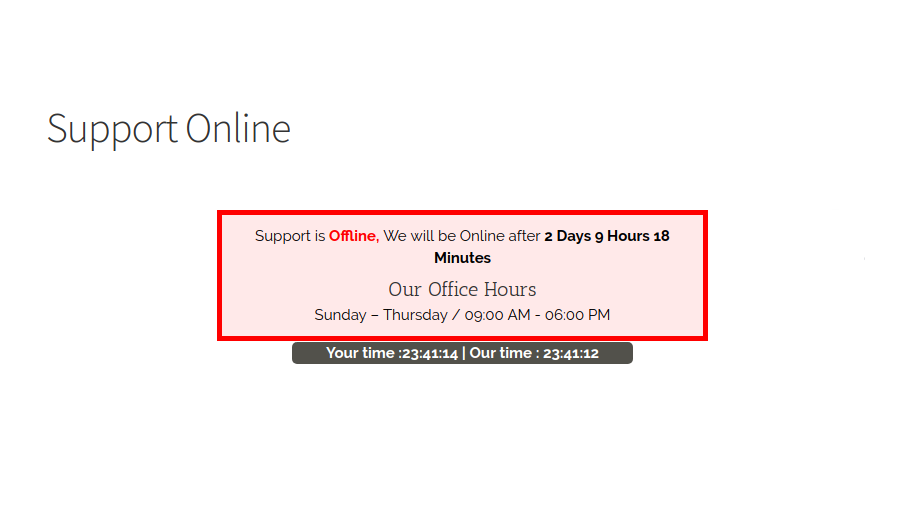 Support Online
Support is Offline, We will be Online after 2 Days 9 Hours 18
Minutes
Our Office Hours
Sunday – Thursday / 09:00 AM - 06:00 PM
Your time :23:41:14 | Our time : 23:41:12